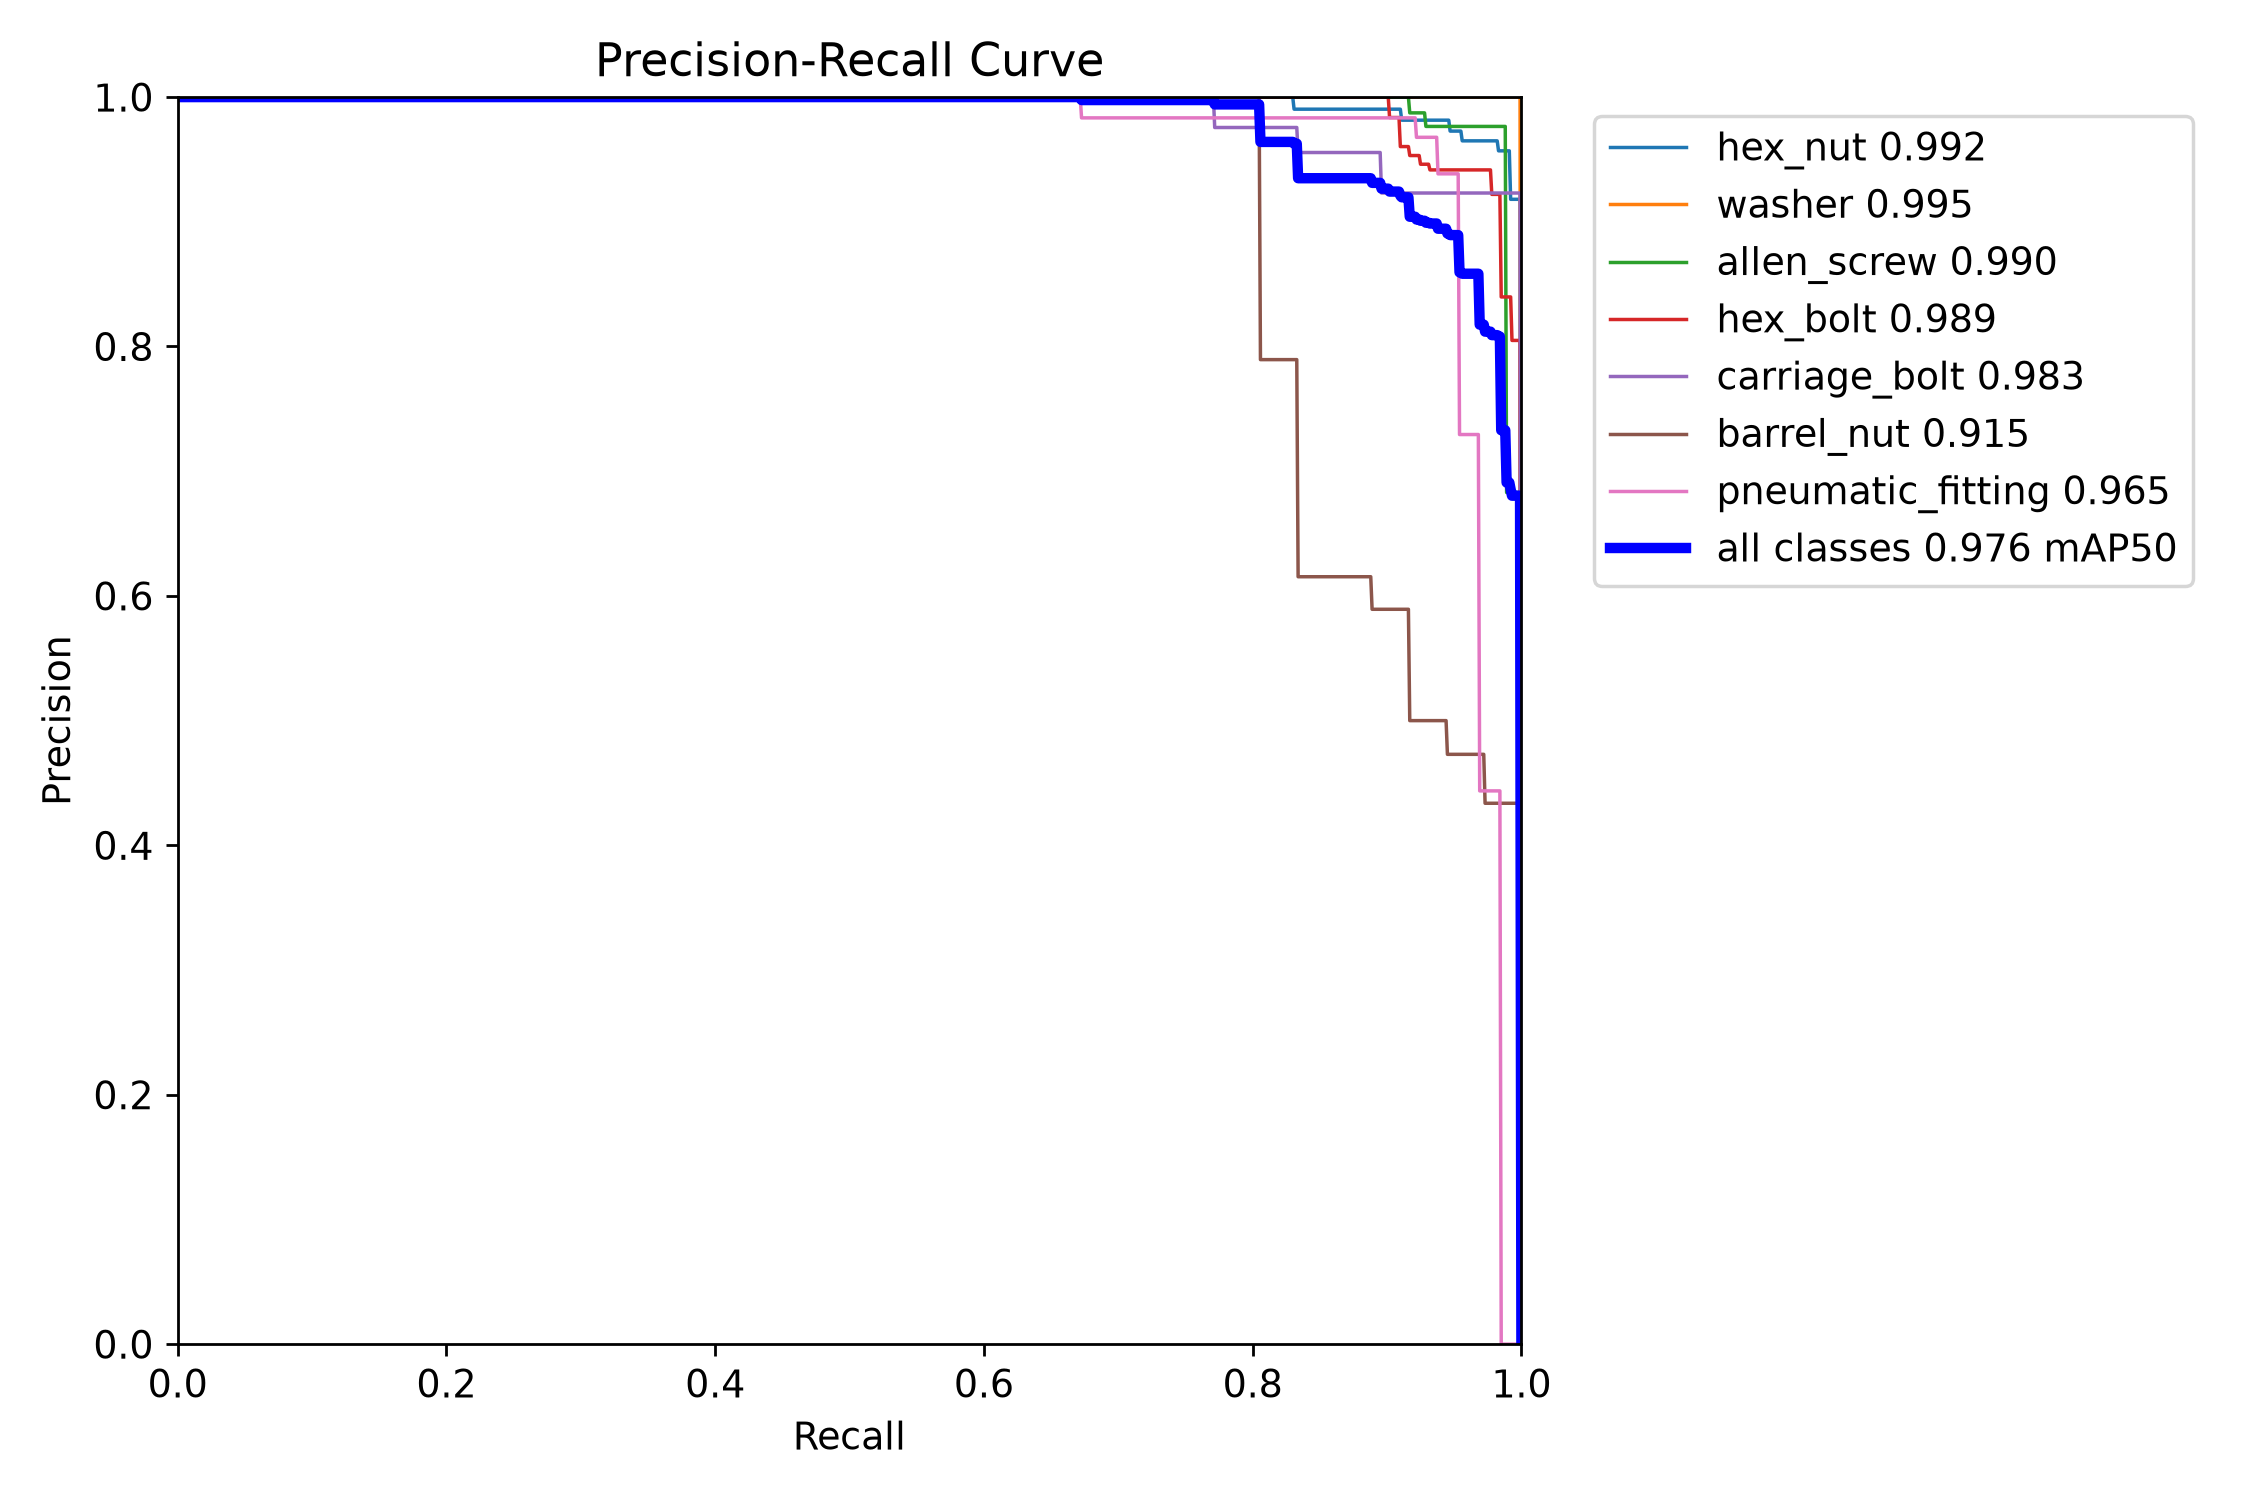 Precision-Recall Curve
1.0
0.8
0.6
0.4
0.2
0.0
Precision
0.0 0.2 0.4 0.6 0.8 1.0
Recall
hex_nut 0.992
washer 0.995
allen_screw 0.990
hex_bolt 0.989
carriage_bolt 0.983
barrel_nut 0.915
pneumatic_fitting 0.965
all classes 0.976 mAP50